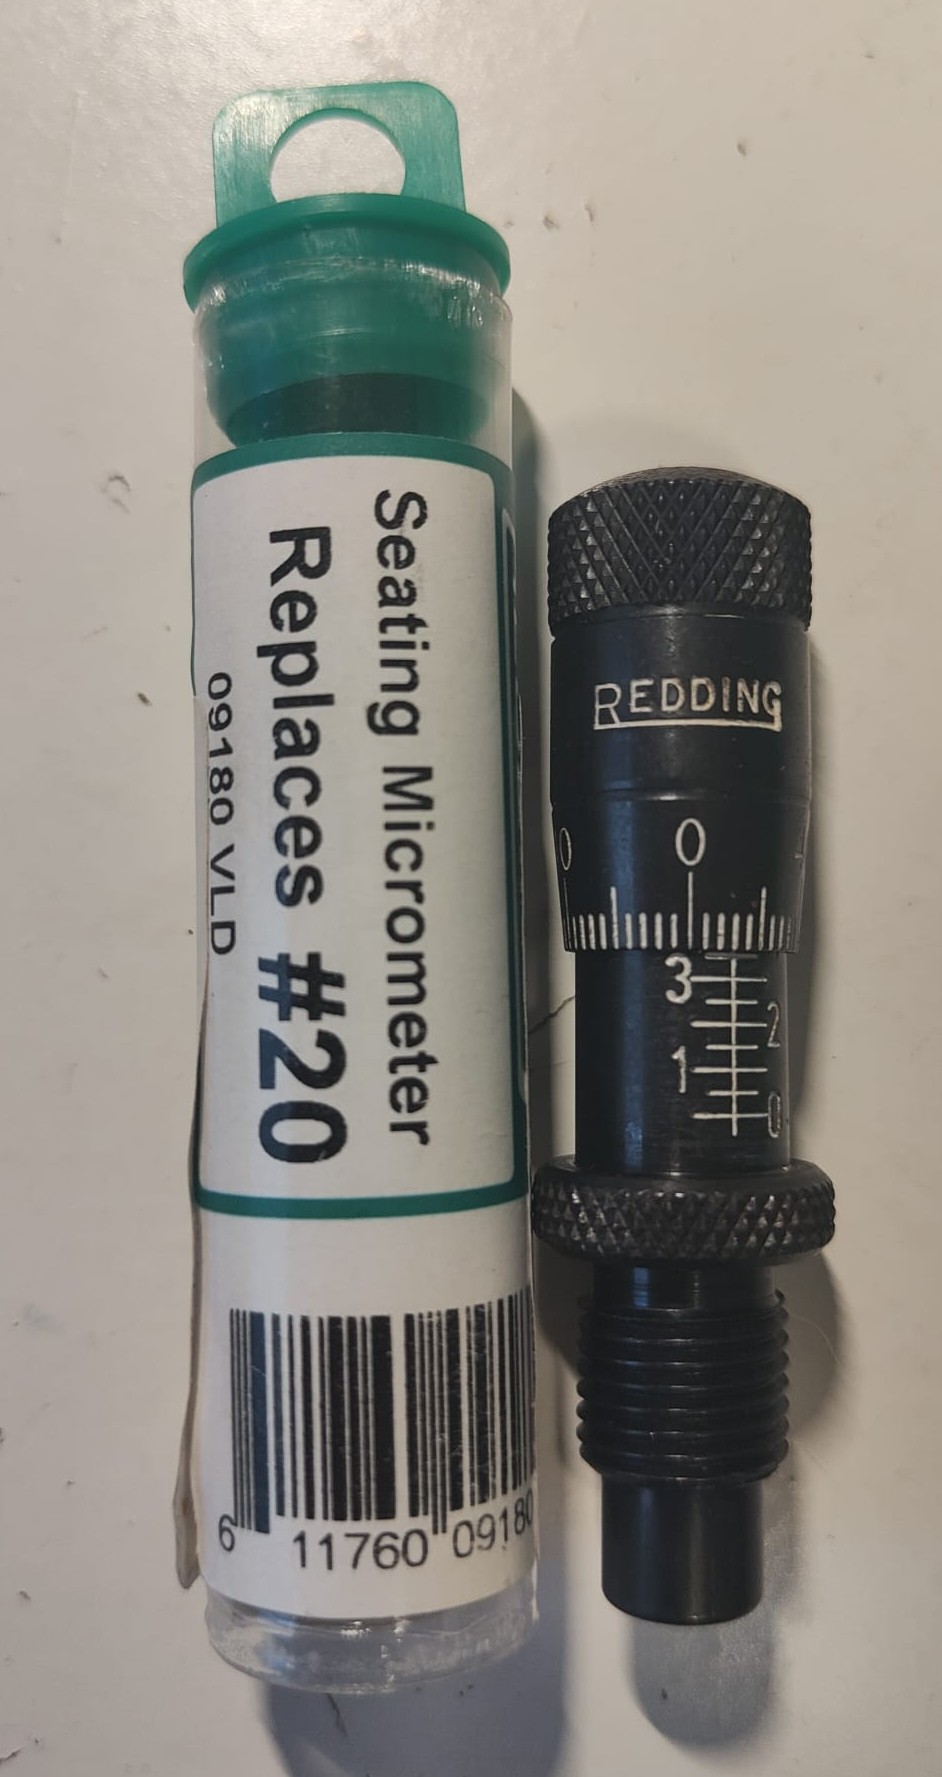 Seating Micrometer
Replaces #20
09180 VLD
6 11760 09180
REDDING
0 0
3
2
1
0